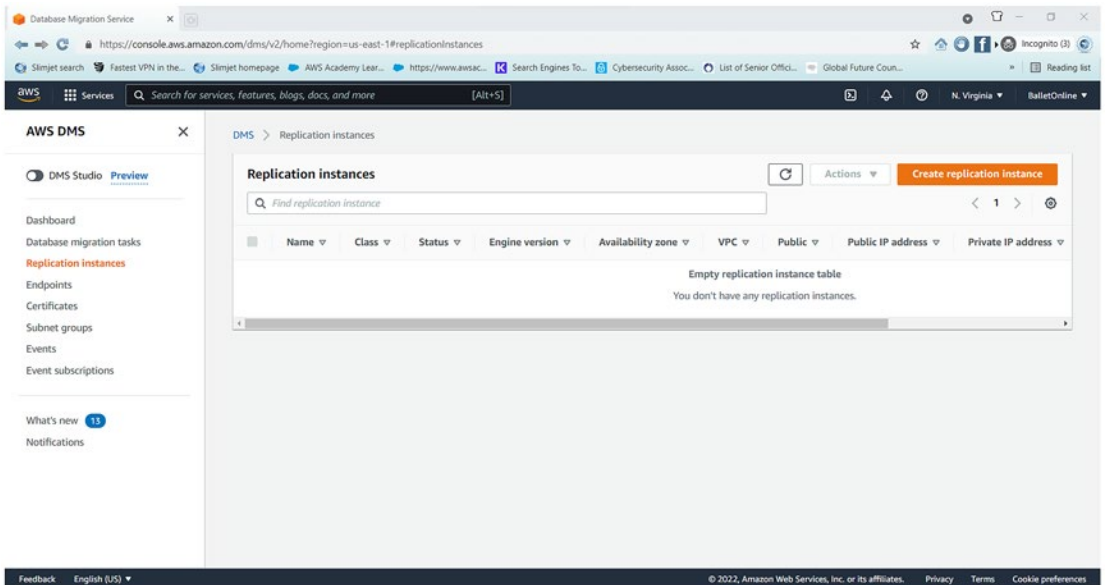 Database Migration Service
https://console.aws.amazon.com/dms/v2/home?region=us-east-1#replicationInstances
Incognito (3)
Slimjet search Fastest VPN in the... Slimjet homepage AWS Academy Lear... https://www.awsac... Search Engines To... Cybersecurity Assoc... List of Senior Offici... Global Future Coun... » Reading list
aws Services Search for services, features, blogs, docs, and more [Alt+S] N. Virginia BalletOnline
AWS DMS
DMS Studio Preview
Dashboard
Database migration tasks
Replication instances
Endpoints
Certificates
Subnet groups
Events
Event subscriptions
What's new 13
Notifications
DMS > Replication instances
Replication instances Actions Create replication instance
Find replication instance < 1 >
Name Class Status Engine version Availability zone VPC Public Public IP address Private IP address
Empty replication instance table
You don't have any replication instances.
Feedback English (US) © 2022, Amazon Web Services, Inc. or its affiliates. Privacy Terms Cookie preferences